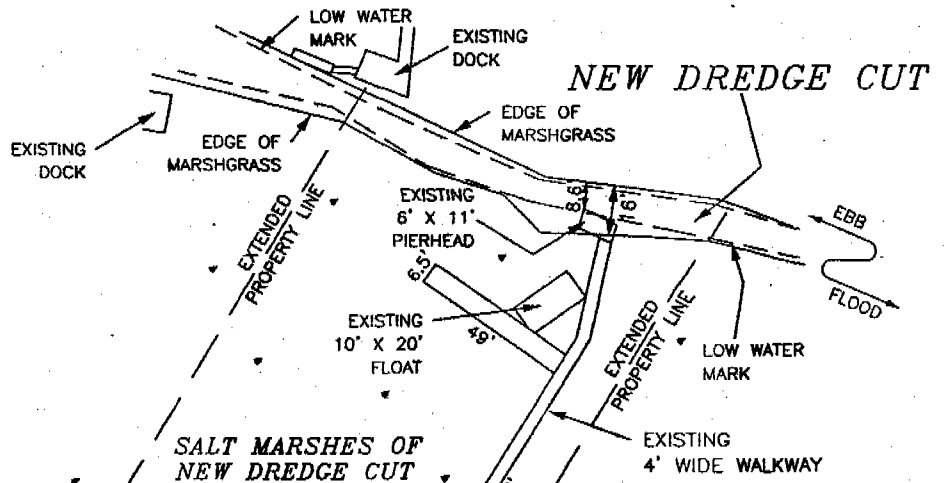 LOW WATER
MARK
EXISTING
DOCK
NEW DREDGE CUT
EXISTING
DOCK
EDGE OF
MARSHGRASS
EDGE OF
MARSHGRASS
EXISTING
6' X 11'
PIERHEAD
8.6'
16'
EBB
FLOOD
EXTENDED
PROPERTY LINE
6.5'
49'
EXISTING
10' X 20'
FLOAT
EXTENDED
PROPERTY LINE
LOW WATER
MARK
SALT MARSHES OF
NEW DREDGE CUT
EXISTING
4' WIDE WALKWAY